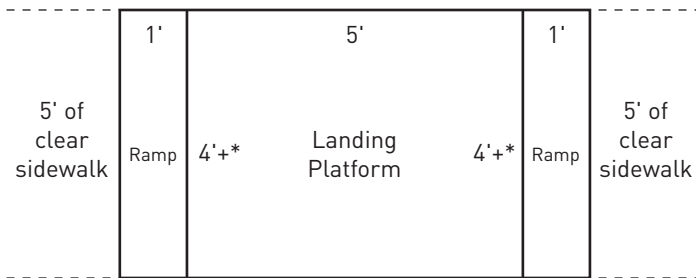 1'
5'
1'
5' of
clear
sidewalk
Ramp
4'+*
Landing
Platform
4'+*
Ramp
5' of
clear
sidewalk